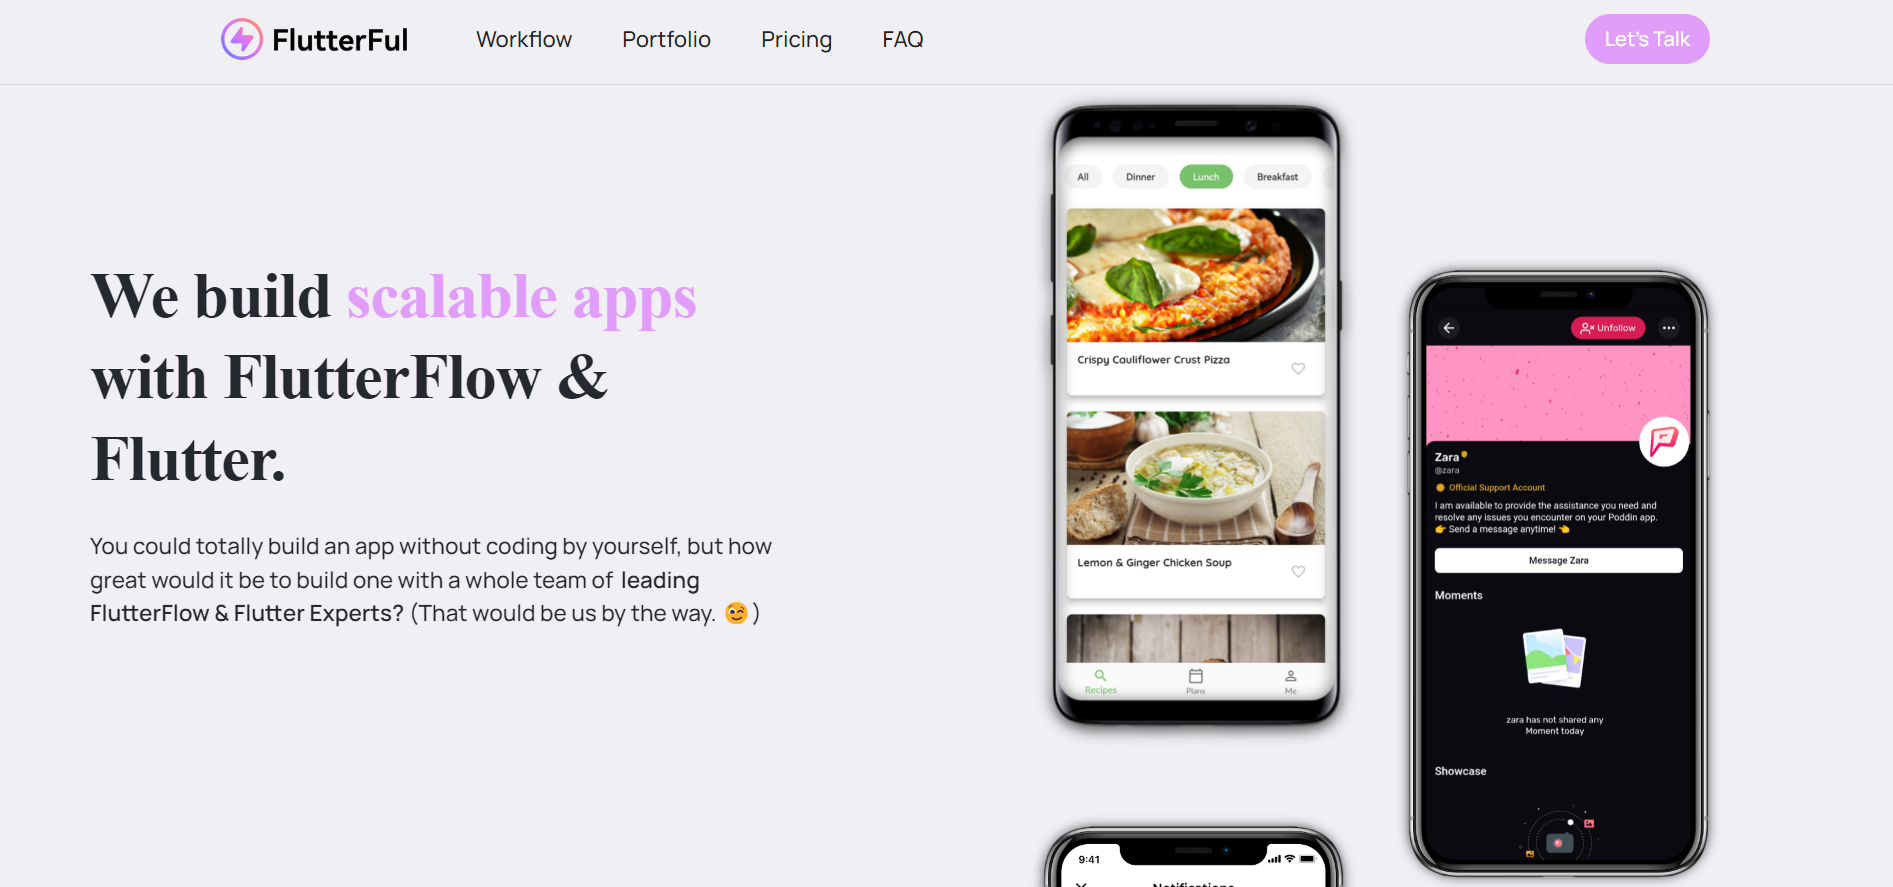 FlutterFul
Workflow
Portfolio
Pricing
FAQ
Let's Talk
We build scalable apps
with FlutterFlow &
Flutter.
You could totally build an app without coding by yourself, but how
great would it be to build one with a whole team of leading
FlutterFlow & Flutter Experts? (That would be us by the way. 😉)
All
Dinner
Lunch
Breakfast
Crispy Cauliflower Crust Pizza
Lemon & Ginger Chicken Soup
Recipes
Plans
Me
Unfollow
Zara
@zara
Official Support Account
I am available to provide the assistance you need and
resolve any issues you encounter on your Poddin app.
👉 Send a message anytime! 👈
Message Zara
Moments
zara has not shared any
Moment today
Showcase
9:41
Notifications